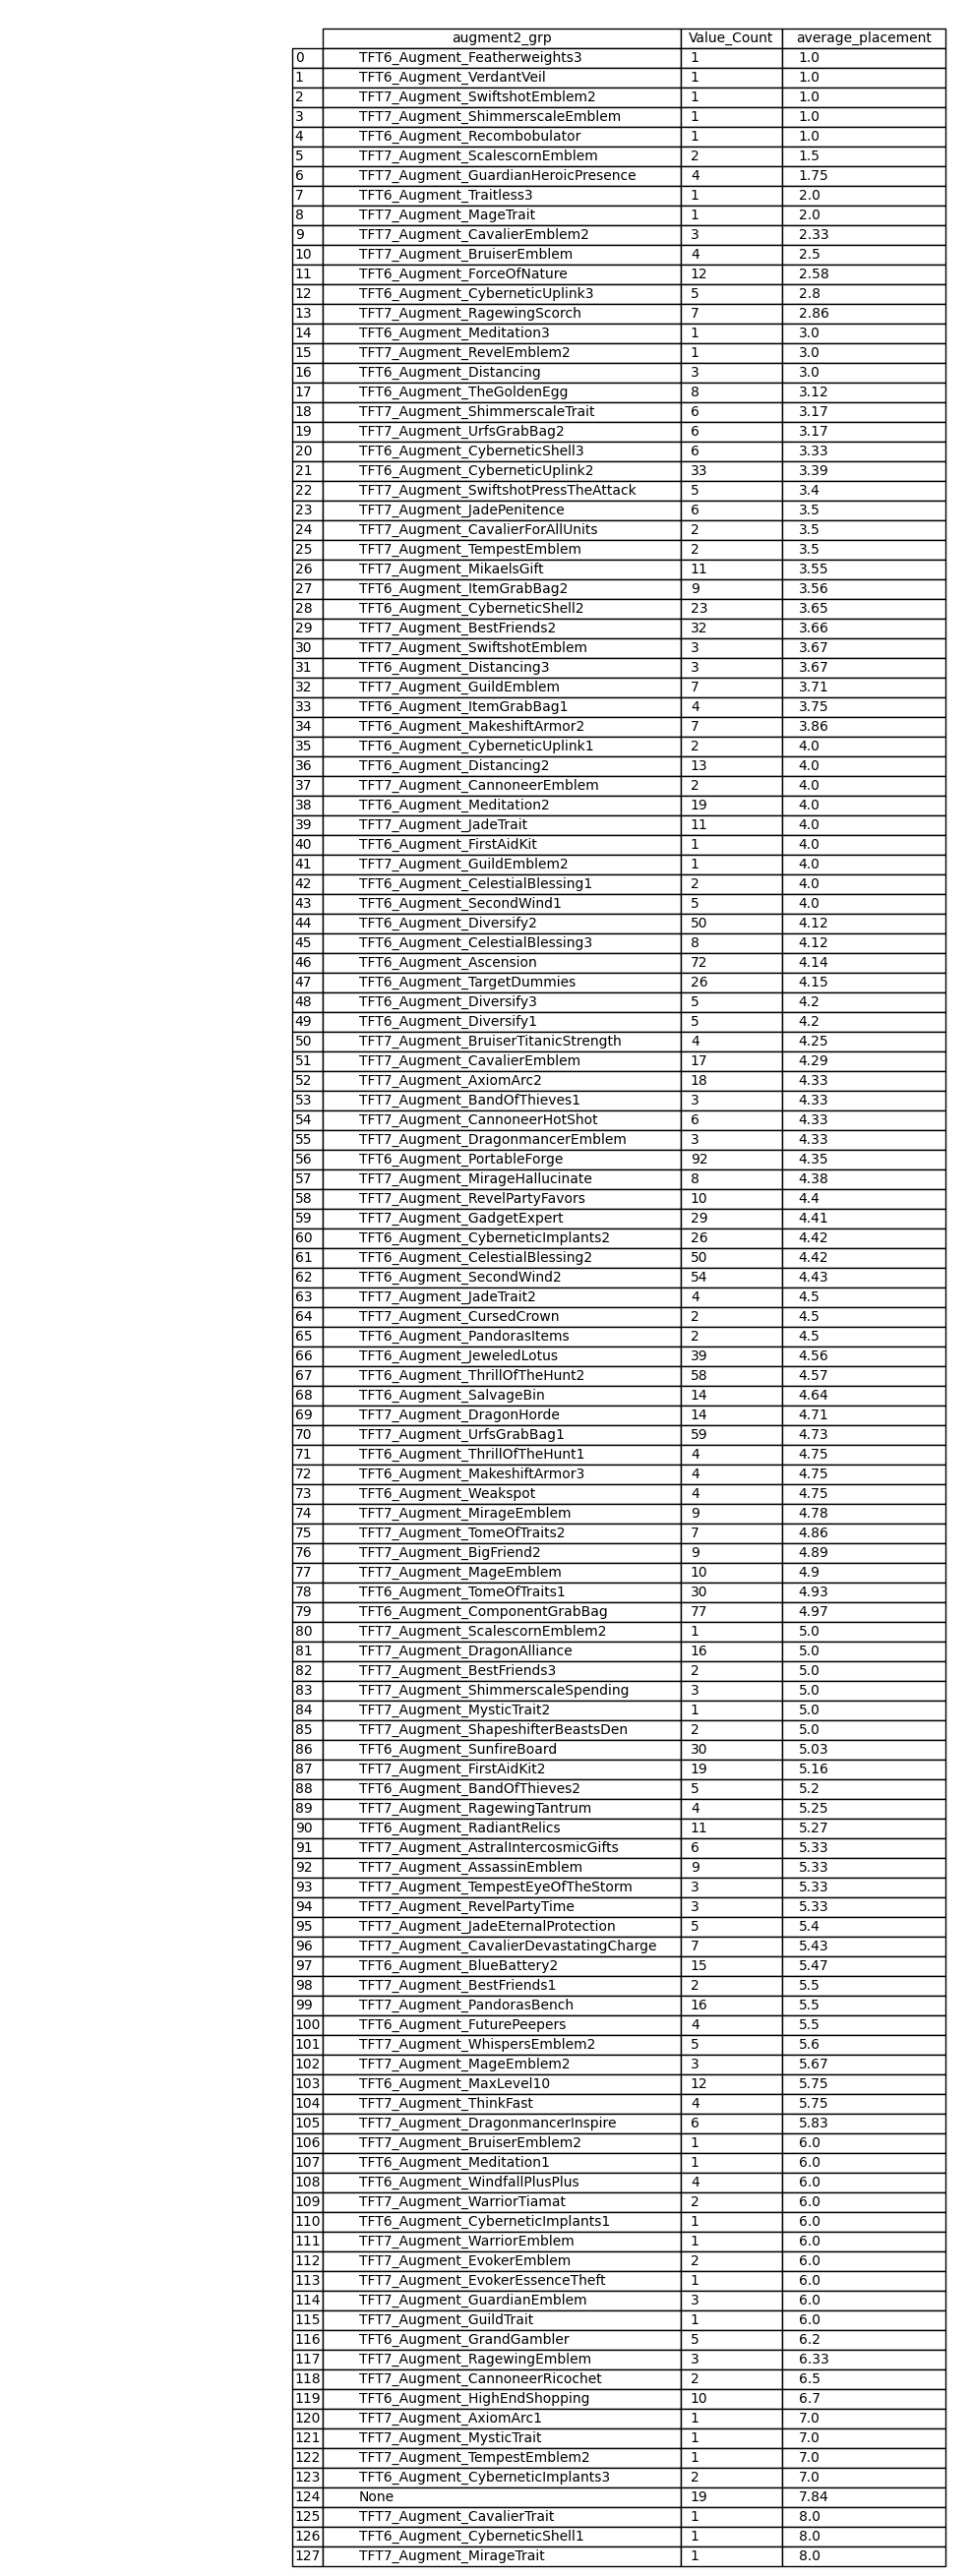 augment2_grp Value_Count average_placement
0 TFT6_Augment_Featherweights3 1 1.0
1 TFT6_Augment_VerdantVeil 1 1.0
2 TFT7_Augment_SwiftshotEmblem2 1 1.0
3 TFT7_Augment_ShimmerscaleEmblem 1 1.0
4 TFT6_Augment_Recombobulator 1 1.0
5 TFT7_Augment_ScalescornEmblem 2 1.5
6 TFT7_Augment_GuardianHeroicPresence 4 1.75
7 TFT6_Augment_Traitless3 1 2.0
8 TFT7_Augment_MageTrait 1 2.0
9 TFT7_Augment_CavalierEmblem2 3 2.33
10 TFT7_Augment_BruiserEmblem 4 2.5
11 TFT6_Augment_ForceOfNature 12 2.58
12 TFT6_Augment_CyberneticUplink3 5 2.8
13 TFT7_Augment_RagewingScorch 7 2.86
14 TFT6_Augment_Meditation3 1 3.0
15 TFT7_Augment_RevelEmblem2 1 3.0
16 TFT6_Augment_Distancing 3 3.0
17 TFT6_Augment_TheGoldenEgg 8 3.12
18 TFT7_Augment_ShimmerscaleTrait 6 3.17
19 TFT7_Augment_UrfsGrabBag2 6 3.17
20 TFT6_Augment_CyberneticShell3 6 3.33
21 TFT6_Augment_CyberneticUplink2 33 3.39
22 TFT7_Augment_SwiftshotPressTheAttack 5 3.4
23 TFT7_Augment_JadePenitence 6 3.5
24 TFT7_Augment_CavalierForAllUnits 2 3.5
25 TFT7_Augment_TempestEmblem 2 3.5
26 TFT7_Augment_MikaelsGift 11 3.55
27 TFT6_Augment_ItemGrabBag2 9 3.56
28 TFT6_Augment_CyberneticShell2 23 3.65
29 TFT7_Augment_BestFriends2 32 3.66
30 TFT7_Augment_SwiftshotEmblem 3 3.67
31 TFT6_Augment_Distancing3 3 3.67
32 TFT7_Augment_GuildEmblem 7 3.71
33 TFT6_Augment_ItemGrabBag1 4 3.75
34 TFT6_Augment_MakeshiftArmor2 7 3.86
35 TFT6_Augment_CyberneticUplink1 2 4.0
36 TFT6_Augment_Distancing2 13 4.0
37 TFT7_Augment_CannoneerEmblem 2 4.0
38 TFT6_Augment_Meditation2 19 4.0
39 TFT7_Augment_JadeTrait 11 4.0
40 TFT6_Augment_FirstAidKit 1 4.0
41 TFT7_Augment_GuildEmblem2 1 4.0
42 TFT6_Augment_CelestialBlessing1 2 4.0
43 TFT6_Augment_SecondWind1 5 4.0
44 TFT6_Augment_Diversify2 50 4.12
45 TFT6_Augment_CelestialBlessing3 8 4.12
46 TFT6_Augment_Ascension 72 4.14
47 TFT6_Augment_TargetDummies 26 4.15
48 TFT6_Augment_Diversify3 5 4.2
49 TFT6_Augment_Diversify1 5 4.2
50 TFT7_Augment_BruiserTitanicStrength 4 4.25
51 TFT7_Augment_CavalierEmblem 17 4.29
52 TFT7_Augment_AxiomArc2 18 4.33
53 TFT7_Augment_BandOfThieves1 3 4.33
54 TFT7_Augment_CannoneerHotShot 6 4.33
55 TFT7_Augment_DragonmancerEmblem 3 4.33
56 TFT6_Augment_PortableForge 92 4.35
57 TFT7_Augment_MirageHallucinate 8 4.38
58 TFT7_Augment_RevelPartyFavors 10 4.4
59 TFT7_Augment_GadgetExpert 29 4.41
60 TFT6_Augment_CyberneticImplants2 26 4.42
61 TFT6_Augment_CelestialBlessing2 50 4.42
62 TFT6_Augment_SecondWind2 54 4.43
63 TFT7_Augment_JadeTrait2 4 4.5
64 TFT7_Augment_CursedCrown 2 4.5
65 TFT6_Augment_PandorasItems 2 4.5
66 TFT6_Augment_JeweledLotus 39 4.56
67 TFT6_Augment_ThrillOfTheHunt2 58 4.57
68 TFT6_Augment_SalvageBin 14 4.64
69 TFT7_Augment_DragonHorde 14 4.71
70 TFT7_Augment_UrfsGrabBag1 59 4.73
71 TFT6_Augment_ThrillOfTheHunt1 4 4.75
72 TFT6_Augment_MakeshiftArmor3 4 4.75
73 TFT6_Augment_Weakspot 4 4.75
74 TFT7_Augment_MirageEmblem 9 4.78
75 TFT7_Augment_TomeOfTraits2 7 4.86
76 TFT7_Augment_BigFriend2 9 4.89
77 TFT7_Augment_MageEmblem 10 4.9
78 TFT6_Augment_TomeOfTraits1 30 4.93
79 TFT6_Augment_ComponentGrabBag 77 4.97
80 TFT7_Augment_ScalescornEmblem2 1 5.0
81 TFT7_Augment_DragonAlliance 16 5.0
82 TFT7_Augment_BestFriends3 2 5.0
83 TFT7_Augment_ShimmerscaleSpending 3 5.0
84 TFT7_Augment_MysticTrait2 1 5.0
85 TFT7_Augment_ShapeshifterBeastsDen 2 5.0
86 TFT6_Augment_SunfireBoard 30 5.03
87 TFT7_Augment_FirstAidKit2 19 5.16
88 TFT6_Augment_BandOfThieves2 5 5.2
89 TFT7_Augment_RagewingTantrum 4 5.25
90 TFT6_Augment_RadiantRelics 11 5.27
91 TFT7_Augment_AstralIntercosmicGifts 6 5.33
92 TFT7_Augment_AssassinEmblem 9 5.33
93 TFT7_Augment_TempestEyeOfTheStorm 3 5.33
94 TFT7_Augment_RevelPartyTime 3 5.33
95 TFT7_Augment_JadeEternalProtection 5 5.4
96 TFT7_Augment_CavalierDevastatingCharge 7 5.43
97 TFT6_Augment_BlueBattery2 15 5.47
98 TFT7_Augment_BestFriends1 2 5.5
99 TFT7_Augment_PandorasBench 16 5.5
100 TFT6_Augment_FuturePeepers 4 5.5
101 TFT7_Augment_WhispersEmblem2 5 5.6
102 TFT7_Augment_MageEmblem2 3 5.67
103 TFT6_Augment_MaxLevel10 12 5.75
104 TFT7_Augment_ThinkFast 4 5.75
105 TFT7_Augment_DragonmancerInspire 6 5.83
106 TFT7_Augment_BruiserEmblem2 1 6.0
107 TFT6_Augment_Meditation1 1 6.0
108 TFT6_Augment_WindfallPlusPlus 4 6.0
109 TFT7_Augment_WarriorTiamat 2 6.0
110 TFT6_Augment_CyberneticImplants1 1 6.0
111 TFT7_Augment_WarriorEmblem 1 6.0
112 TFT7_Augment_EvokerEmblem 2 6.0
113 TFT7_Augment_EvokerEssenceTheft 1 6.0
114 TFT7_Augment_GuardianEmblem 3 6.0
115 TFT7_Augment_GuildTrait 1 6.0
116 TFT6_Augment_GrandGambler 5 6.2
117 TFT7_Augment_RagewingEmblem 3 6.33
118 TFT7_Augment_CannoneerRicochet 2 6.5
119 TFT6_Augment_HighEndShopping 10 6.7
120 TFT7_Augment_AxiomArc1 1 7.0
121 TFT7_Augment_MysticTrait 1 7.0
122 TFT7_Augment_TempestEmblem2 1 7.0
123 TFT6_Augment_CyberneticImplants3 2 7.0
124 None 19 7.84
125 TFT7_Augment_CavalierTrait 1 8.0
126 TFT6_Augment_CyberneticShell1 1 8.0
127 TFT7_Augment_MirageTrait 1 8.0